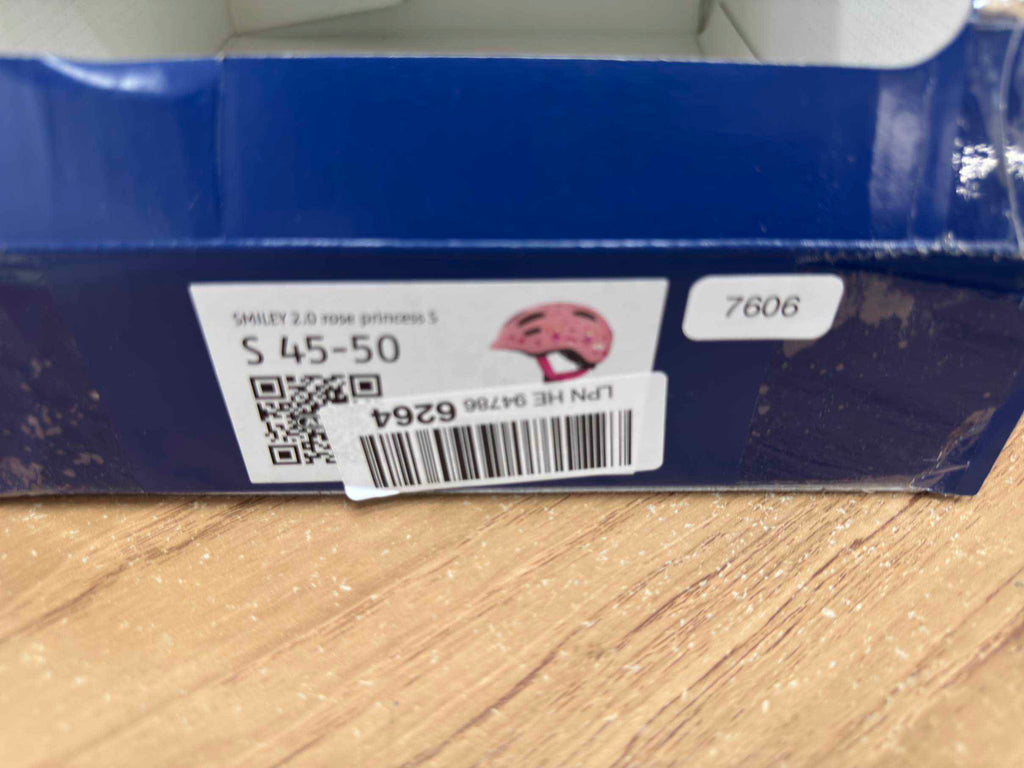 SMILEY 2.0 rose princess S
S 45-50
7606
LPN HE 94786 6264